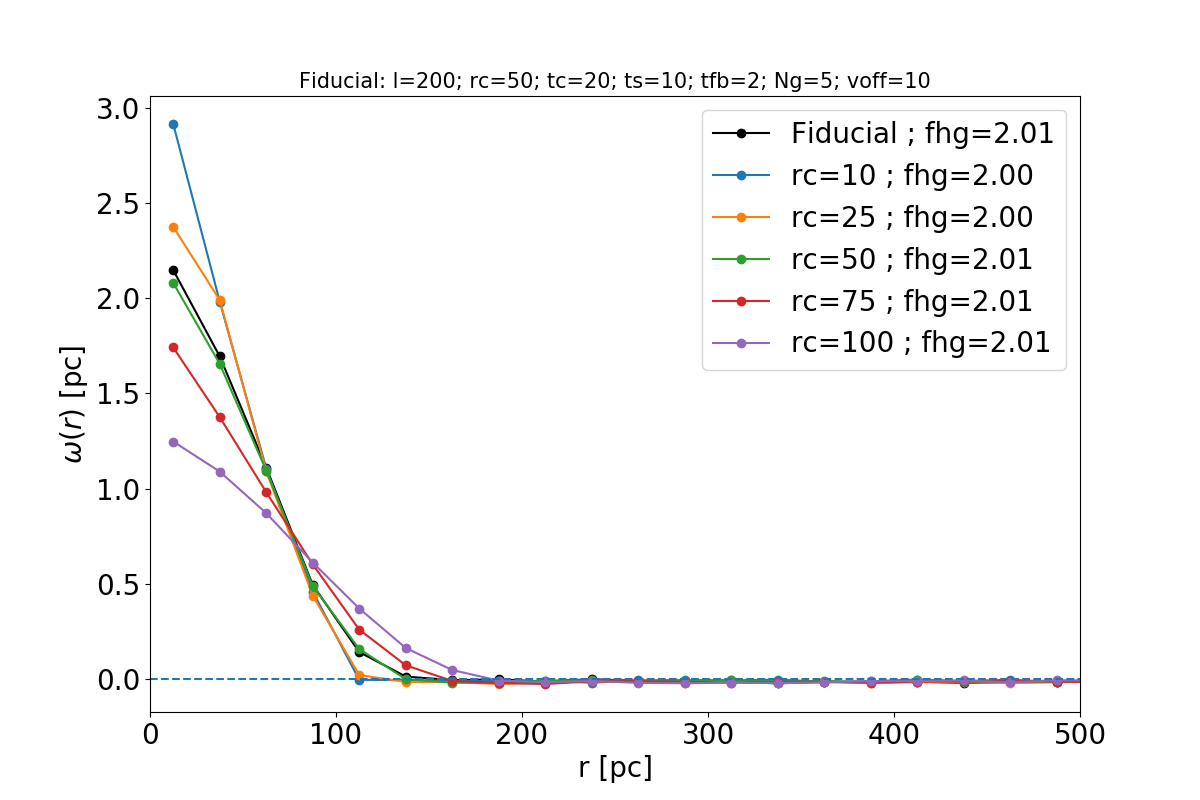 Fiducial: l=200; rc=50; tc=20; ts=10; tfb=2; Ng=5; voff=10
3.0
2.5
2.0
1.5
1.0
0.5
0.0
ω(r) [pc]
Fiducial ; fhg=2.01
rc=10 ; fhg=2.00
rc=25 ; fhg=2.00
rc=50 ; fhg=2.01
rc=75 ; fhg=2.01
rc=100 ; fhg=2.01
0 100 200 300 400 500
r [pc]